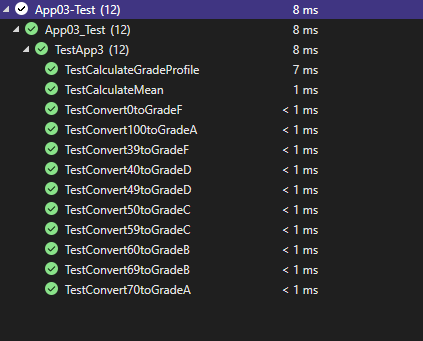 App03-Test (12) 8 ms
App03_Test (12) 8 ms
TestApp3 (12) 8 ms
TestCalculateGradeProfile 7 ms
TestCalculateMean 1 ms
TestConvert0toGradeF < 1 ms
TestConvert100toGradeA < 1 ms
TestConvert39toGradeF < 1 ms
TestConvert40toGradeD < 1 ms
TestConvert49toGradeD < 1 ms
TestConvert50toGradeC < 1 ms
TestConvert59toGradeC < 1 ms
TestConvert60toGradeB < 1 ms
TestConvert69toGradeB < 1 ms
TestConvert70toGradeA < 1 ms